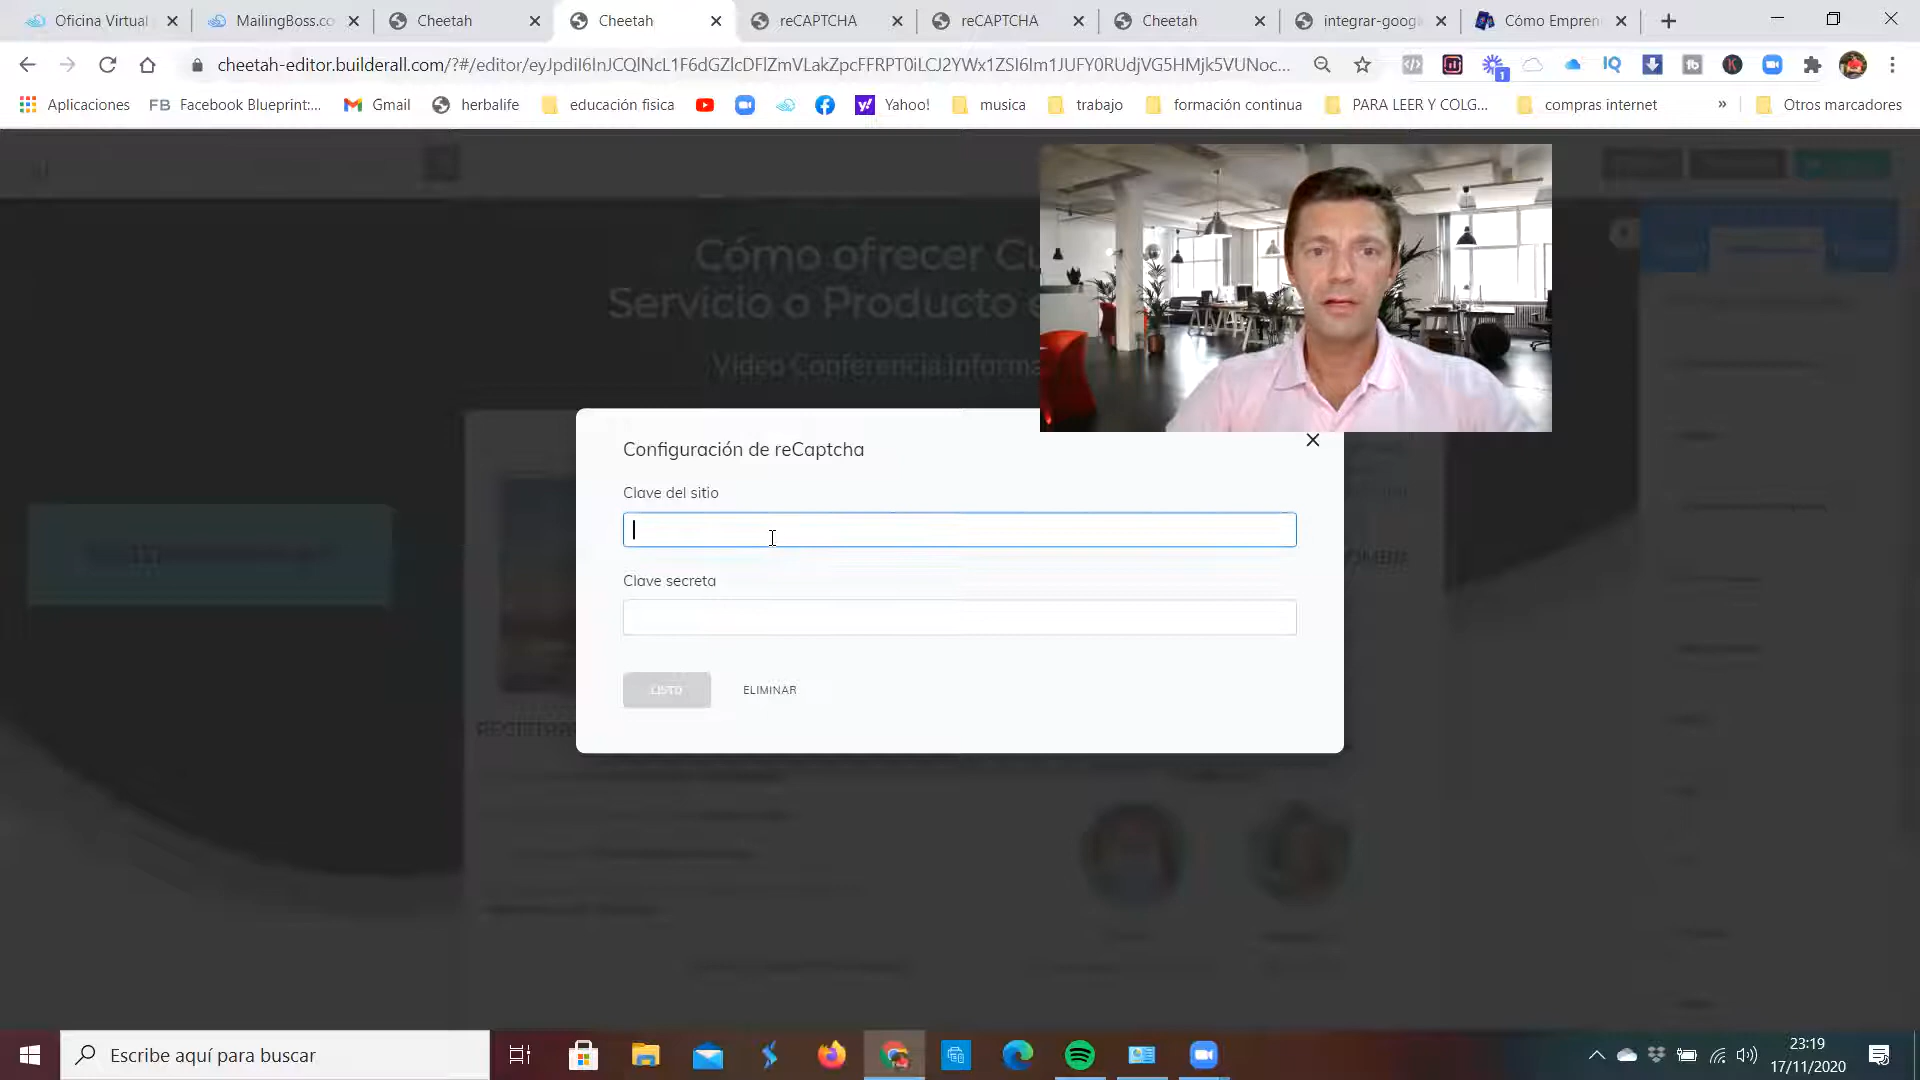 Oficina Virtual
MailingBoss.co
Cheetah
Cheetah
reCAPTCHA
reCAPTCHA
Cheetah
integrar-goog
Cómo Empren
cheetah-editor.builderall.com/?#/editor/eyJpdiI6InJCQlNcL1F6dGZlcDFlZmVLakZpcFFRPT0iLCJ2YWx1ZSI6Im1JUFY0RUdjVG5HMjk5VUNoc...
Aplicaciones
FB Facebook Blueprint:...
Gmail
herbalife
educación fisica
Yahoo!
musica
trabajo
formación continua
PARA LEER Y COLG...
compras internet
»
Otros marcadores
Cómo ofrecer Cu
Servicio o Producto
Video Conferencia Informa
Configuración de reCaptcha
Clave del sitio
Clave secreta
LISTO
ELIMINAR
Escribe aquí para buscar
23:19
17/11/2020